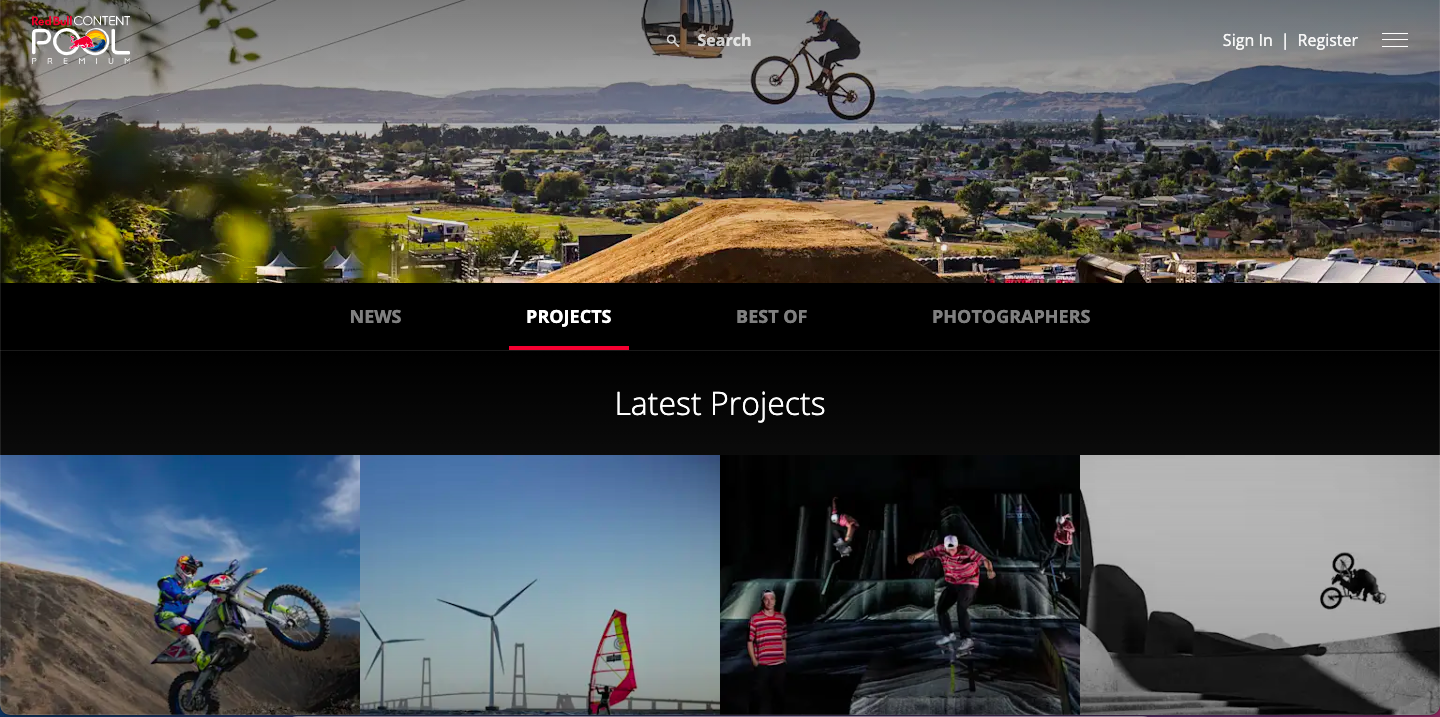 Red Bull CONTENT
POOL
PREMIUM
Search
Sign In | Register
NEWS
PROJECTS
BEST OF
PHOTOGRAPHERS
Latest Projects